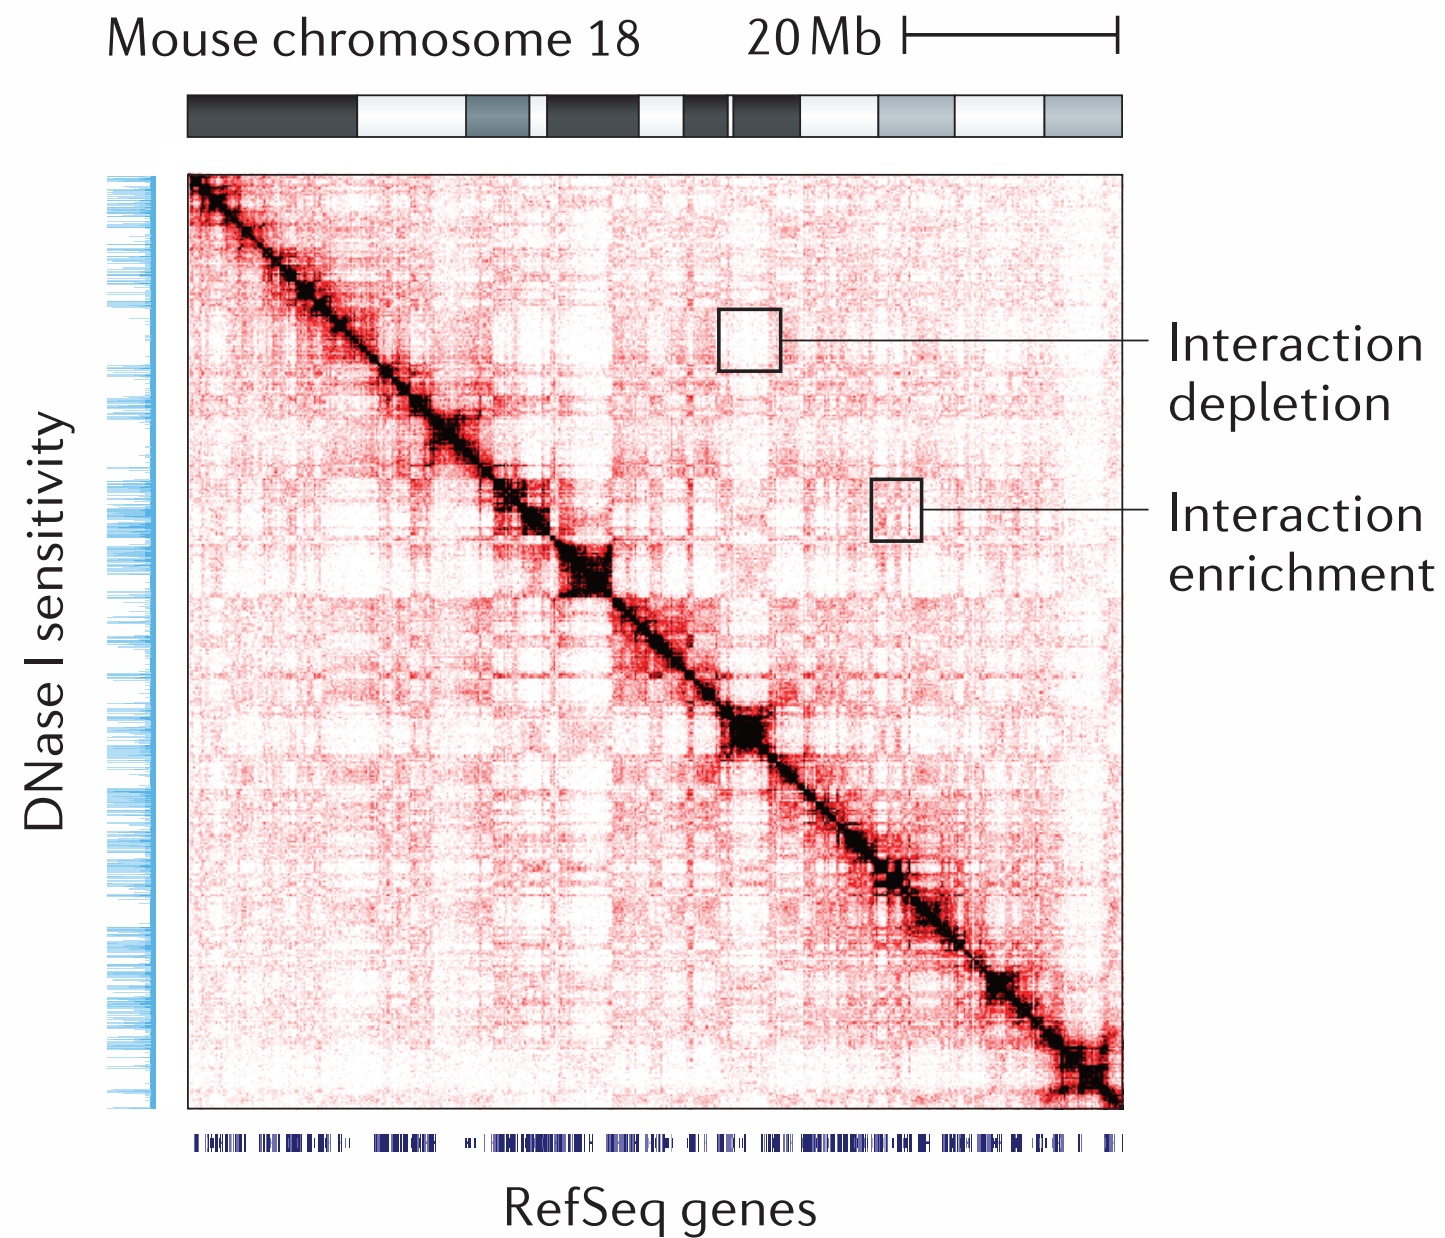 Mouse chromosome 18
20 Mb
Interaction
depletion
Interaction
enrichment
DNase I sensitivity
RefSeq genes